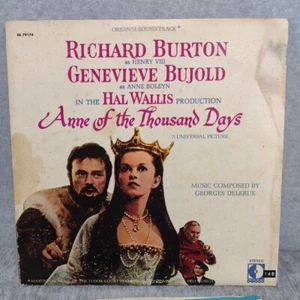 ORIGINAL SOUNDTRACK
RICHARD BURTON
as HENRY VIII
GENEVIEVE BUJOLD
as ANNE BOLEYN
IN THE HAL WALLIS PRODUCTION
Anne of the Thousand Days
A UNIVERSAL PICTURE
MUSIC COMPOSED BY
GEORGES DELERUE
STEREO